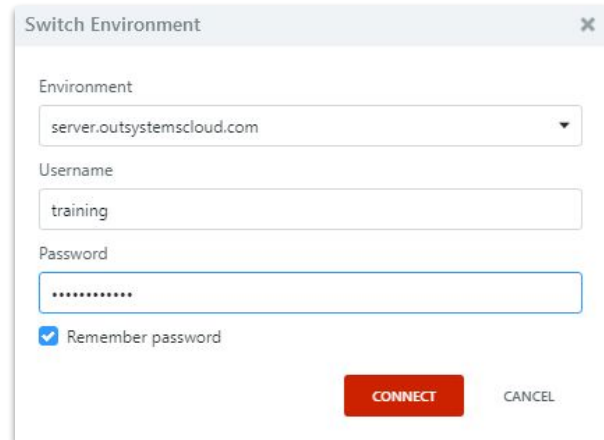 Switch Environment
Environment
server.outsystemscloud.com
Username
training
Password
••••••••••••
Remember password
CONNECT CANCEL